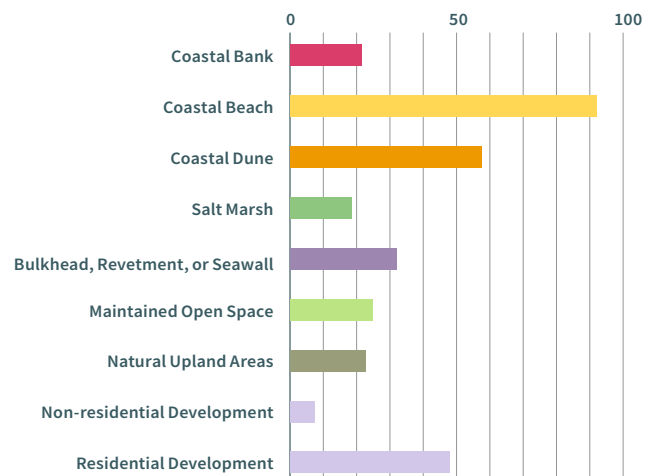 0 50 100
Coastal Bank
Coastal Beach
Coastal Dune
Salt Marsh
Bulkhead, Revetment, or Seawall
Maintained Open Space
Natural Upland Areas
Non-residential Development
Residential Development